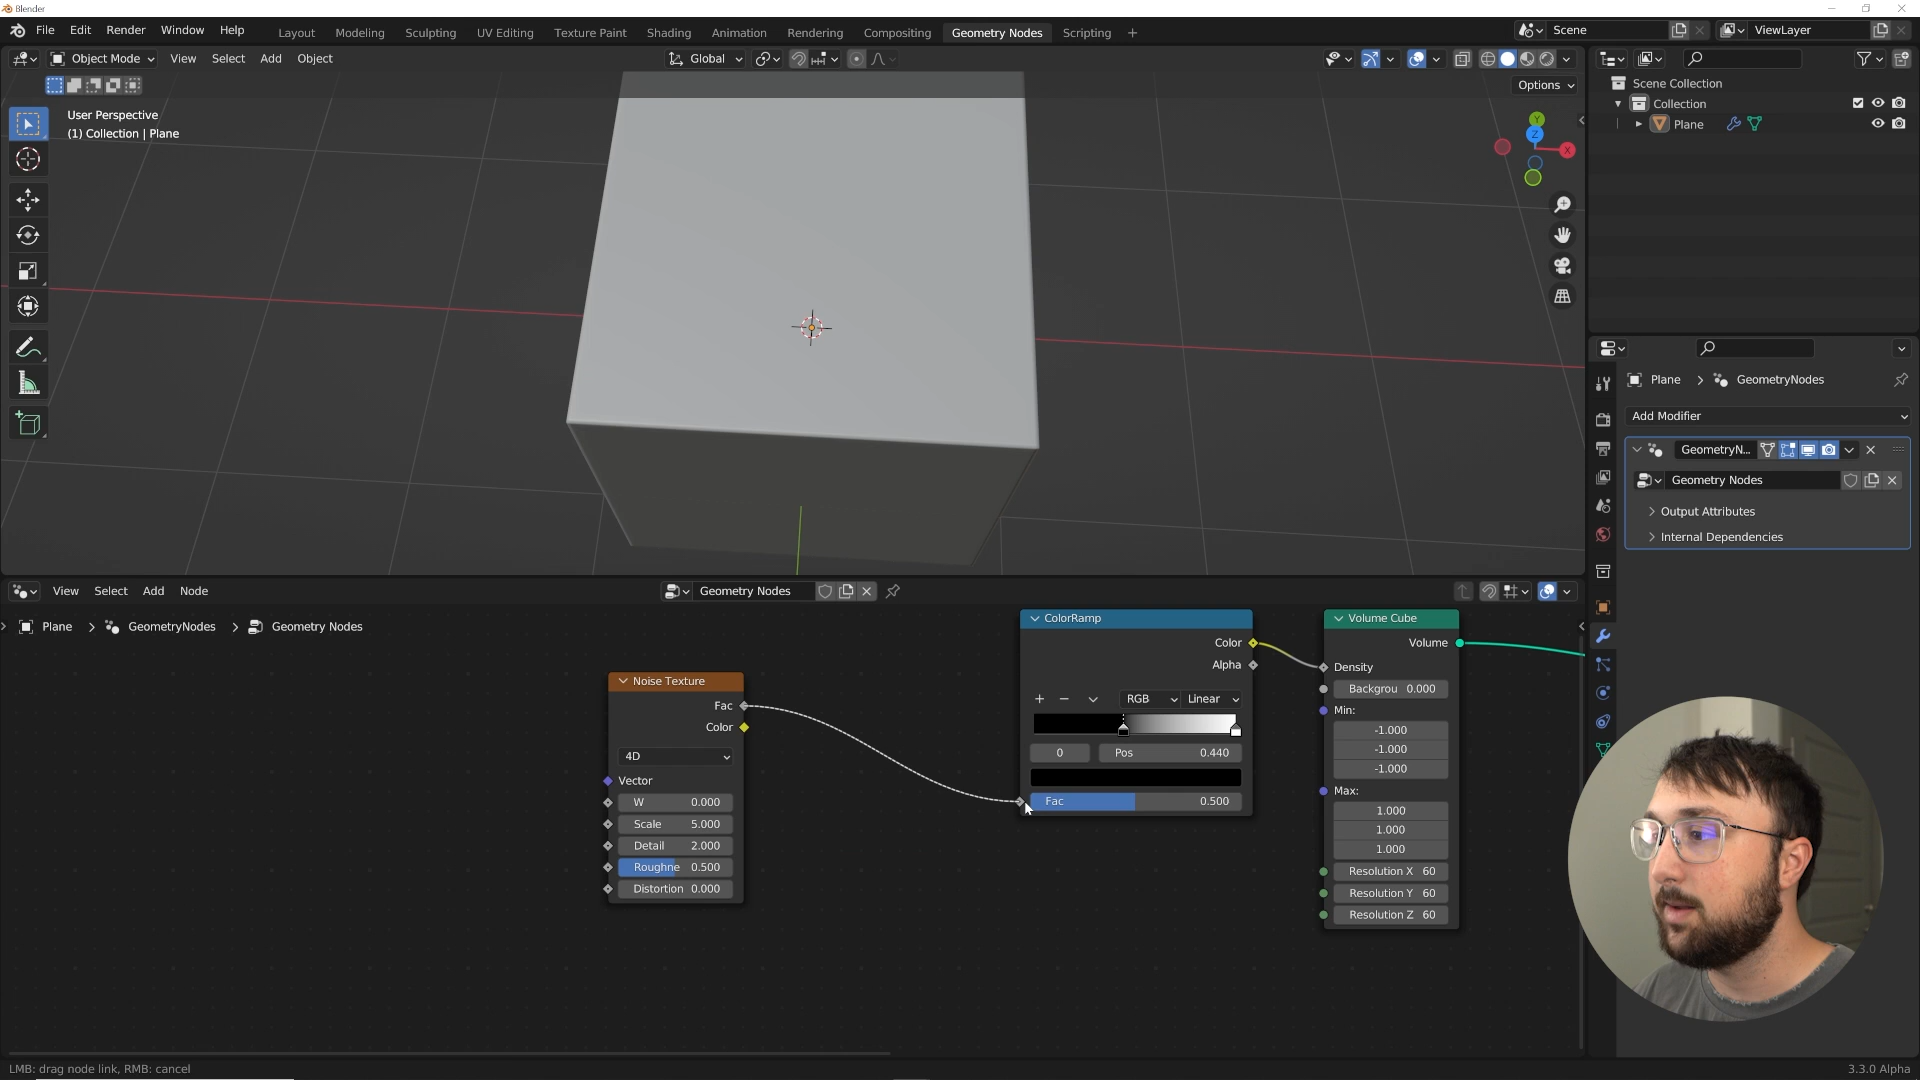 Blender
File Edit Render Window Help
Layout Modeling Sculpting UV Editing Texture Paint Shading Animation Rendering Compositing Geometry Nodes Scripting +
Scene
ViewLayer
Object Mode View Select Add Object
Global
Options
User Perspective
(1) Collection | Plane
Y
Z
X
Scene Collection
Collection
Plane
Plane > GeometryNodes
Add Modifier
GeometryN...
Geometry Nodes
Output Attributes
Internal Dependencies
View Select Add Node
Geometry Nodes
Plane > GeometryNodes > Geometry Nodes
Noise Texture
Fac
Color
4D
Vector
W 0.000
Scale 5.000
Detail 2.000
Roughne 0.500
Distortion 0.000
ColorRamp
Color
Alpha
RGB Linear
0 Pos 0.440
Fac 0.500
Volume Cube
Volume
Density
Backgrou 0.000
Min:
-1.000
-1.000
-1.000
Max:
1.000
1.000
1.000
Resolution X 60
Resolution Y 60
Resolution Z 60
LMB: drag node link, RMB: cancel
3.3.0 Alpha